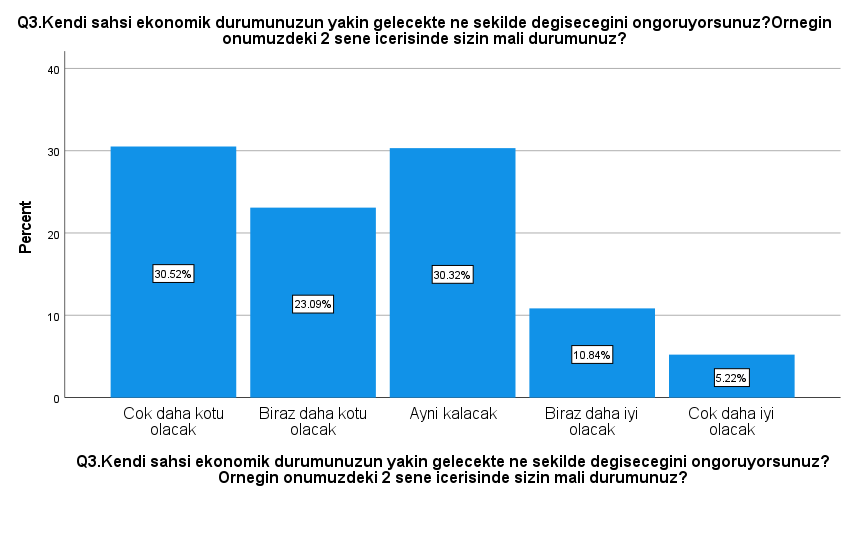 Q3.Kendi sahsi ekonomik durumunuzun yakin gelecekte ne sekilde degisecegini ongoruyorsunuz?Ornegin
onumuzdeki 2 sene icerisinde sizin mali durumunuz?
40
30
20
10
0
Percent
30.52%
23.09%
30.32%
10.84%
5.22%
Cok daha kotu
olacak
Biraz daha kotu
olacak
Ayni kalacak
Biraz daha iyi
olacak
Cok daha iyi
olacak
Q3.Kendi sahsi ekonomik durumunuzun yakin gelecekte ne sekilde degisecegini ongoruyorsunuz?
Ornegin onumuzdeki 2 sene icerisinde sizin mali durumunuz?